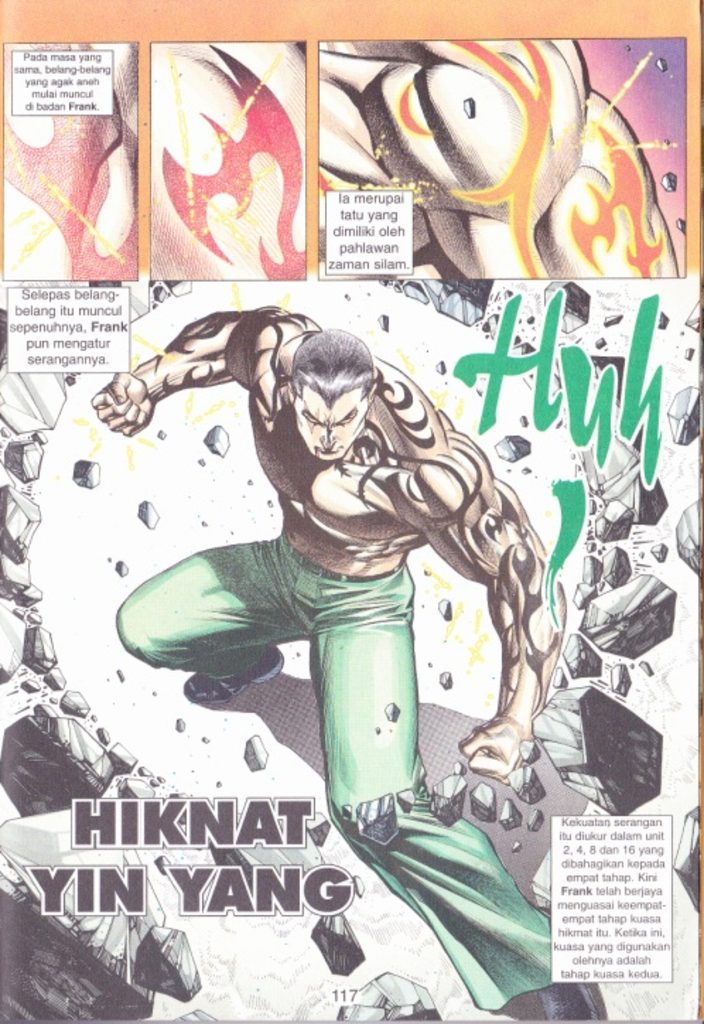 Pada masa yang
sama, belang-belang
yang agak aneh
mulai muncul
di badan Frank.
Ia merupai
tatu yang
dimiliki oleh
pahlawan
zaman silam.
Selepas belang-
belang itu muncul
sepenuhnya, Frank
pun mengatur
serangannya.
Huh
,
HIKNAT
YIN YANG
Kekuatan serangan
itu diukur dalam unit
2, 4, 8 dan 16 yang
dibahagikan kepada
empat tahap. Kini
Frank telah berjaya
menguasai keempat-
empat tahap kuasa
hikmat itu. Ketika ini,
kuasa yang digunakan
olehnya adalah
tahap kuasa kedua.
117